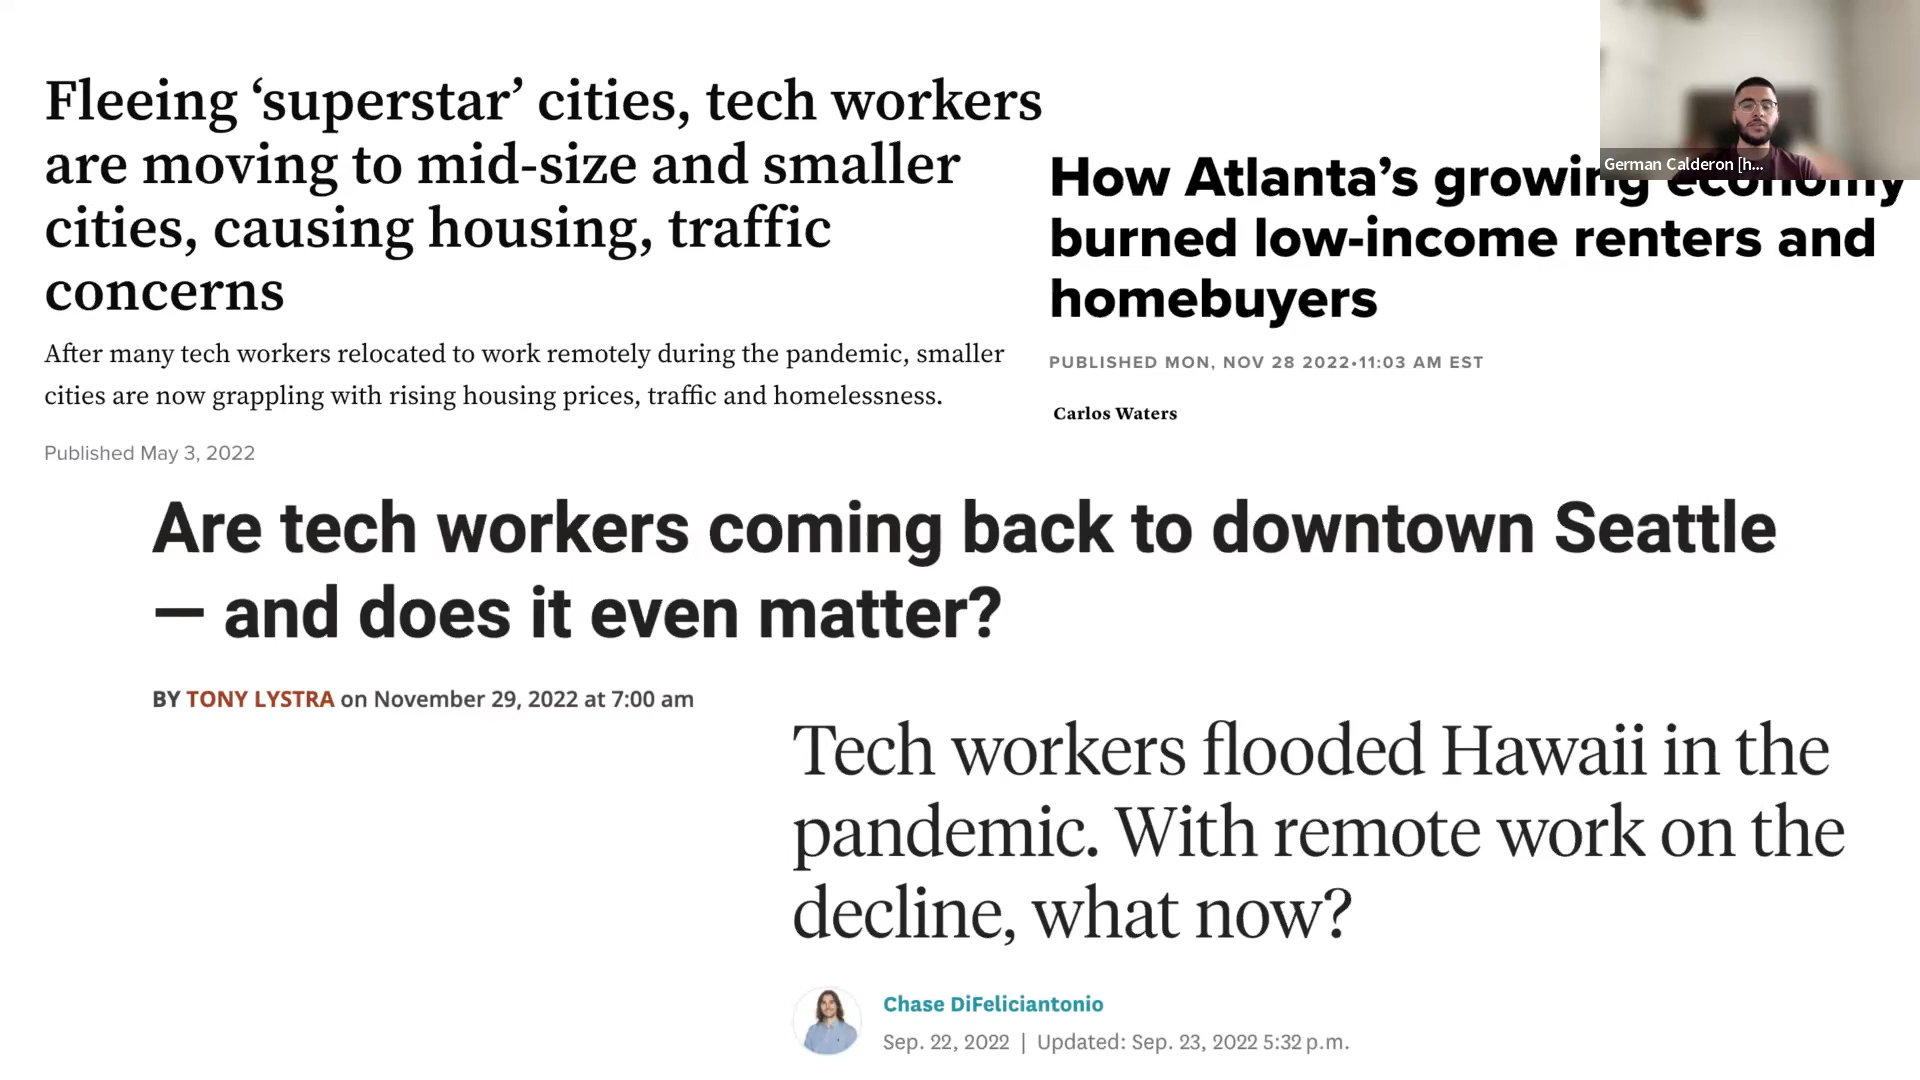 Fleeing ‘superstar’ cities, tech workers
are moving to mid-size and smaller
cities, causing housing, traffic
concerns
After many tech workers relocated to work remotely during the pandemic, smaller
cities are now grappling with rising housing prices, traffic and homelessness.
Published May 3, 2022
German Calderon [h...
How Atlanta’s growing economy
burned low-income renters and
homebuyers
PUBLISHED MON, NOV 28 2022•11:03 AM EST
Carlos Waters
Are tech workers coming back to downtown Seattle
— and does it even matter?
BY TONY LYSTRA on November 29, 2022 at 7:00 am
Tech workers flooded Hawaii in the
pandemic. With remote work on the
decline, what now?
Chase DiFeliciantonio
Sep. 22, 2022 | Updated: Sep. 23, 2022 5:32 p.m.